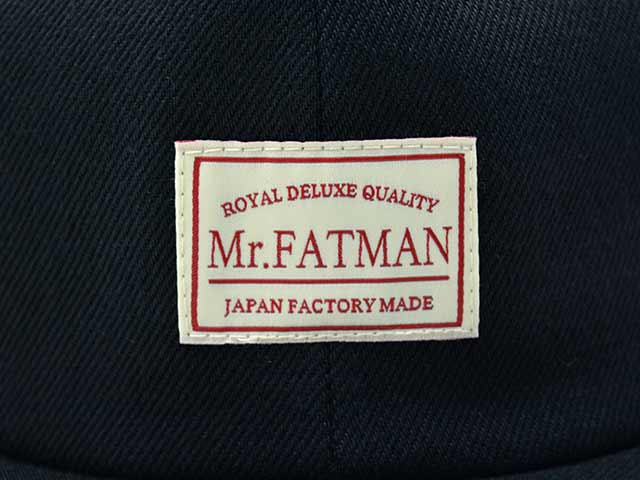 ROYAL DELUXE QUALITY
Mr.FATMAN
JAPAN FACTORY MADE